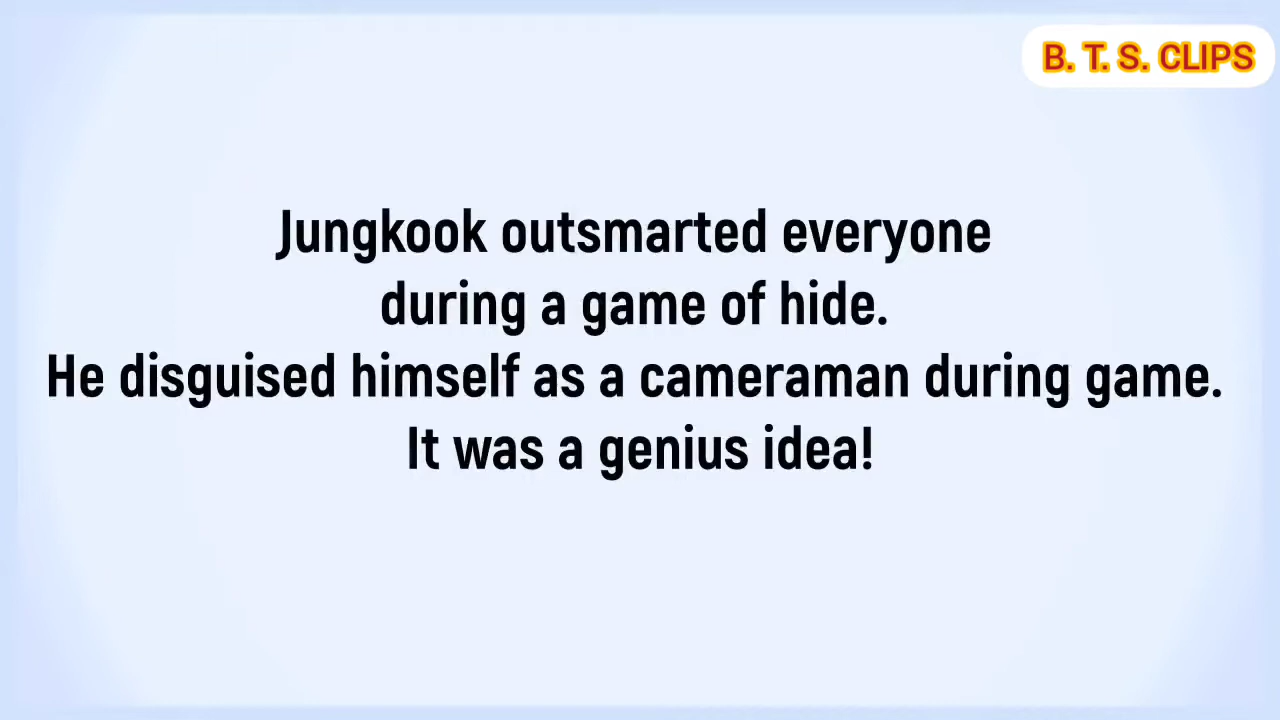 B. T. S. CLIPS
Jungkook outsmarted everyone
during a game of hide.
He disguised himself as a cameraman during game.
It was a genius idea!